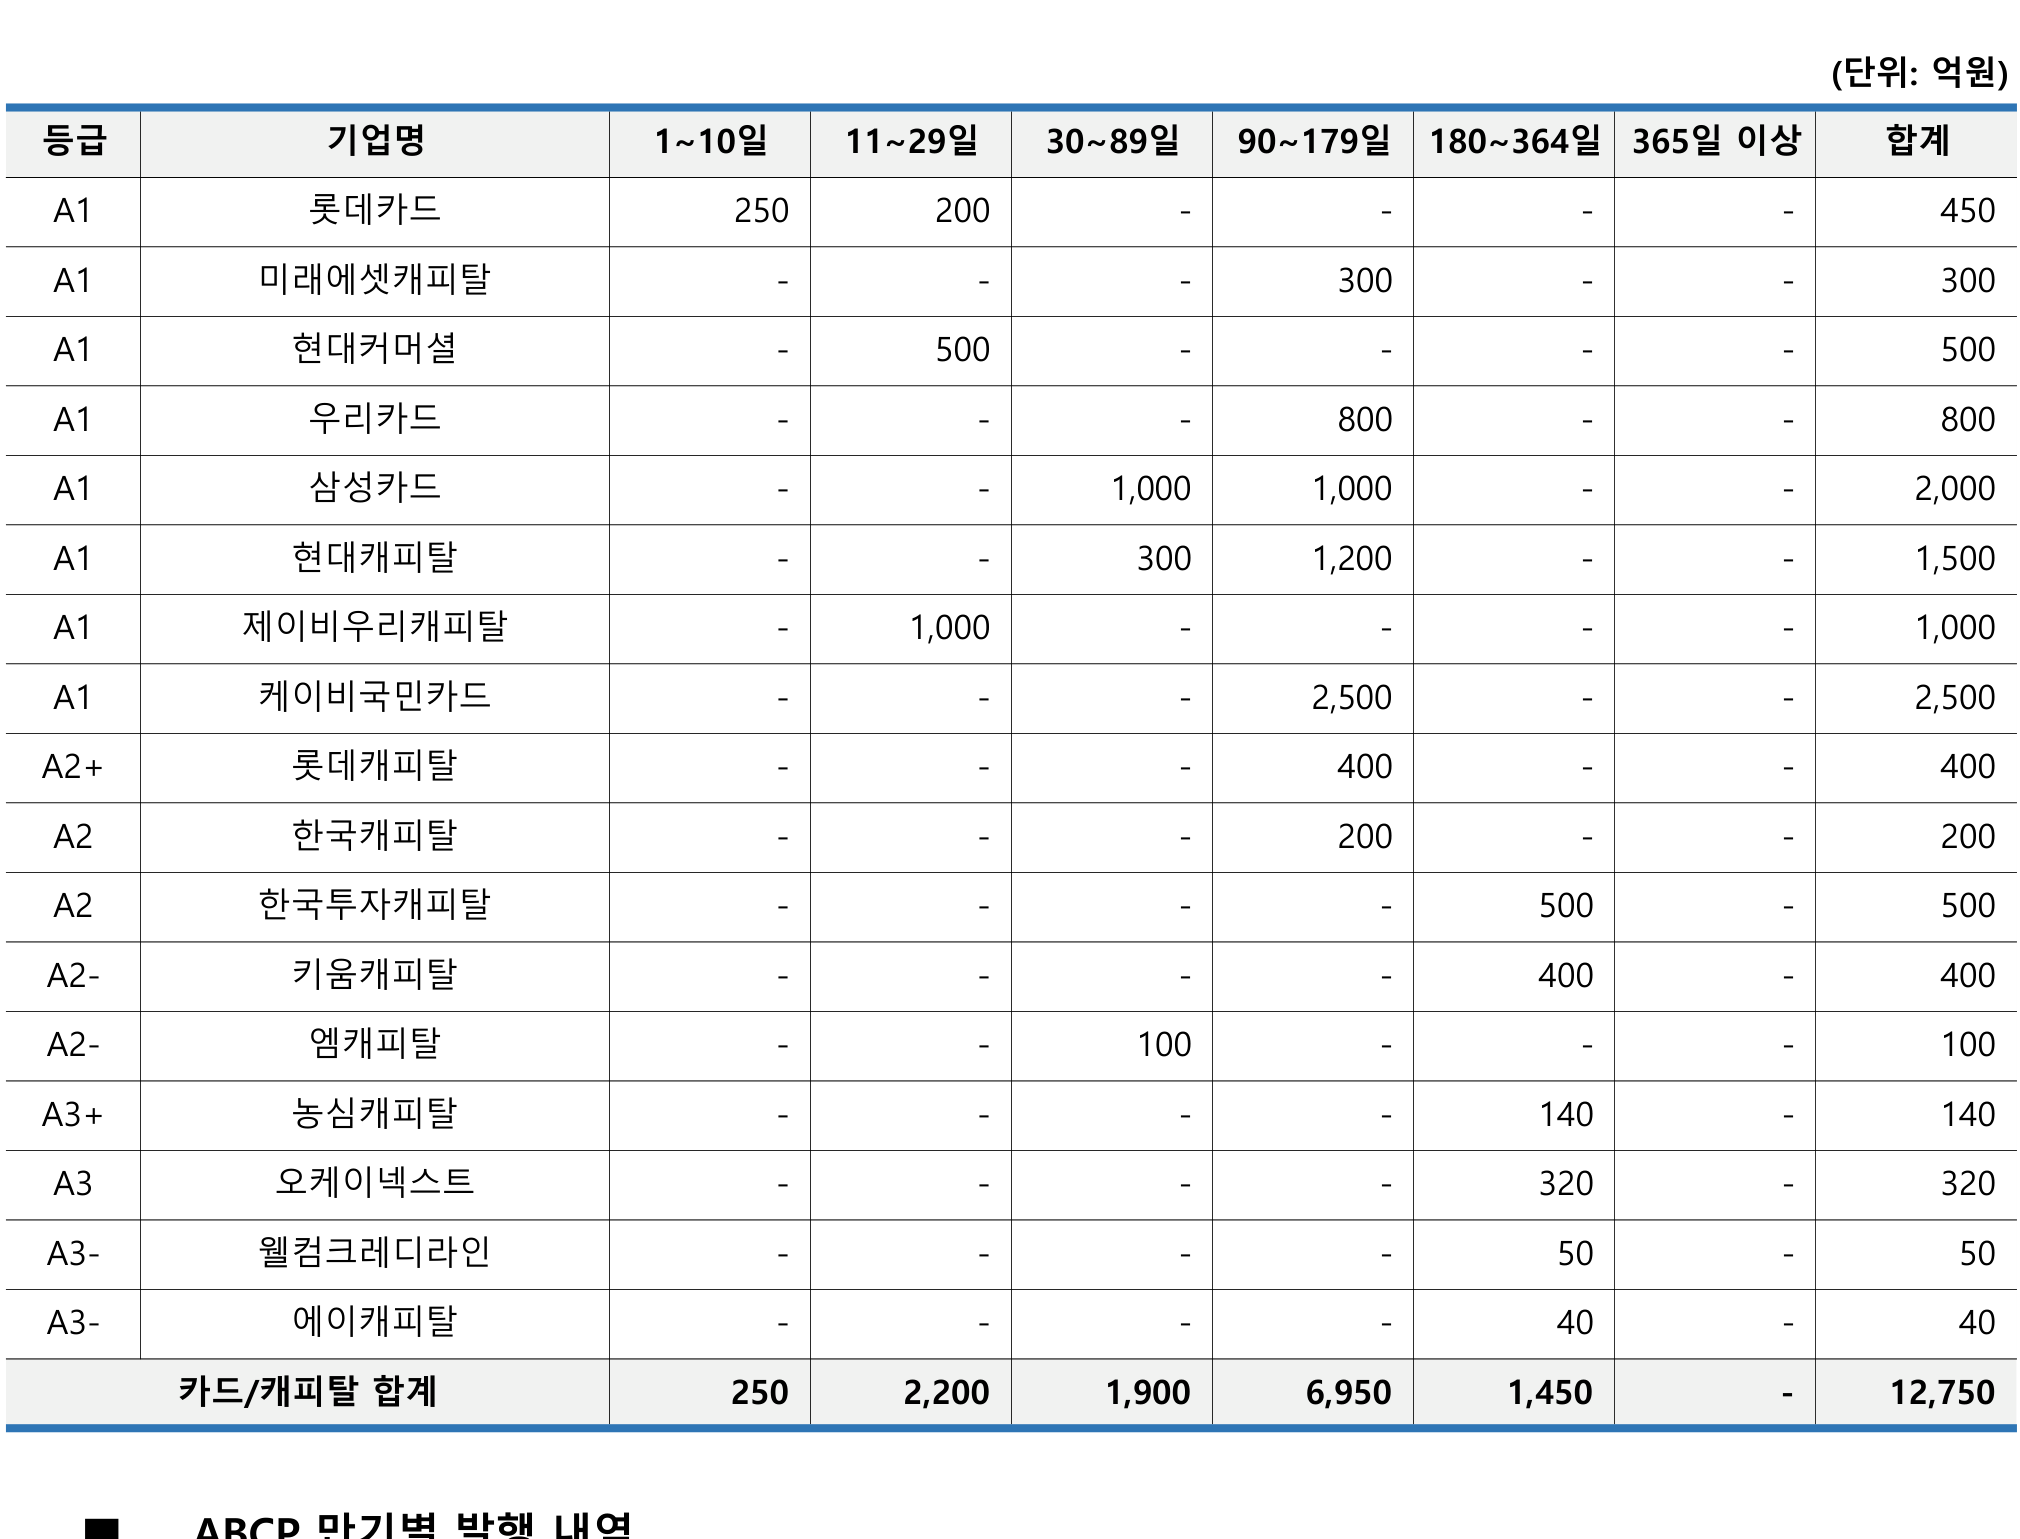 (단위: 억원)
등급 기업명 1~10일 11~29일 30~89일 90~179일 180~364일 365일 이상 합계
A1 롯데카드 250 200 - - - - 450
A1 미래에셋캐피탈 - - - 300 - - 300
A1 현대커머셜 - 500 - - - - 500
A1 우리카드 - - - 800 - - 800
A1 삼성카드 - - 1,000 1,000 - - 2,000
A1 현대캐피탈 - - 300 1,200 - - 1,500
A1 제이비우리캐피탈 - 1,000 - - - - 1,000
A1 케이비국민카드 - - - 2,500 - - 2,500
A2+ 롯데캐피탈 - - - 400 - - 400
A2 한국캐피탈 - - - 200 - - 200
A2 한국투자캐피탈 - - - - 500 - 500
A2- 키움캐피탈 - - - - 400 - 400
A2- 엠캐피탈 - - 100 - - - 100
A3+ 농심캐피탈 - - - - 140 - 140
A3 오케이넥스트 - - - - 320 - 320
A3- 웰컴크레디라인 - - - - 50 - 50
A3- 에이캐피탈 - - - - 40 - 40
카드/캐피탈 합계 250 2,200 1,900 6,950 1,450 - 12,750
■ ABCP 만기별 발행 내역